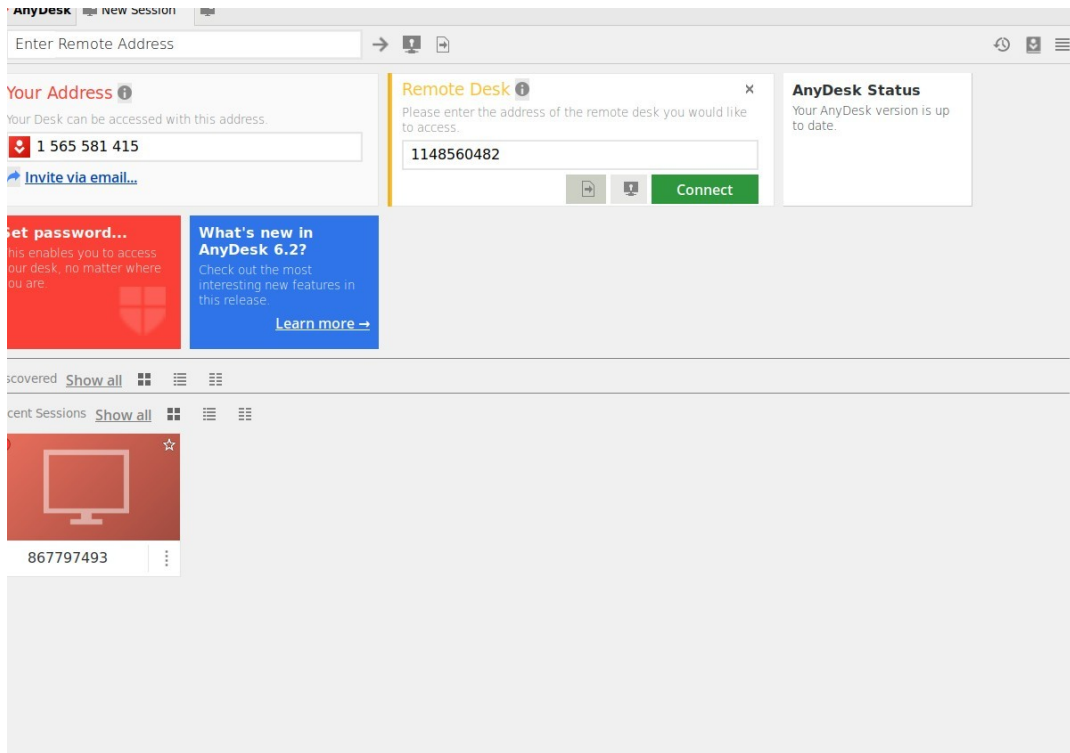 AnyDesk New Session
Enter Remote Address
Your Address
Your Desk can be accessed with this address.
1 565 581 415
Invite via email...
Remote Desk
Please enter the address of the remote desk you would like
to access.
1148560482
Connect
AnyDesk Status
Your AnyDesk version is up
to date.
Set password...
This enables you to access
your desk, no matter where
you are.
What's new in
AnyDesk 6.2?
Check out the most
interesting new features in
this release.
Learn more →
scovered Show all
cent Sessions Show all
867797493